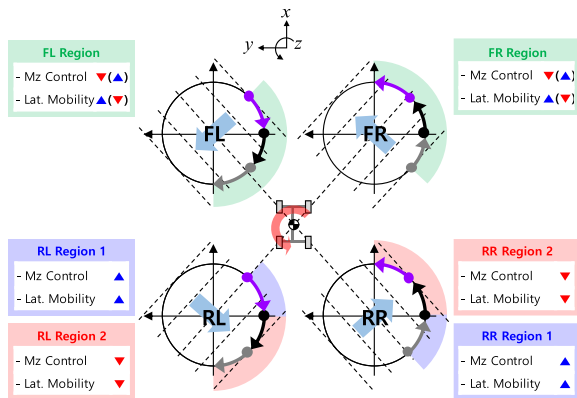 x
y
z
FL Region
- Mz Control ▼(▲)
- Lat. Mobility ▲(▼)
FR Region
- Mz Control ▼(▲)
- Lat. Mobility ▲(▼)
FL
FR
RL Region 1
- Mz Control ▲
- Lat. Mobility ▲
RL Region 2
- Mz Control ▼
- Lat. Mobility ▼
RL
RR
RR Region 2
- Mz Control ▼
- Lat. Mobility ▼
RR Region 1
- Mz Control ▲
- Lat. Mobility ▲